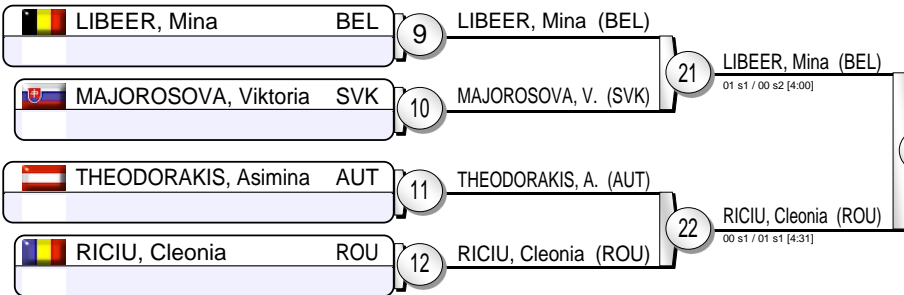 LIBEER, Mina BEL
9
LIBEER, Mina (BEL)
21
LIBEER, Mina (BEL)
01 s1 / 00 s2 [4:00]
MAJOROSOVA, Viktoria SVK
10
MAJOROSOVA, V. (SVK)
THEODORAKIS, Asimina AUT
11
THEODORAKIS, A. (AUT)
22
RICIU, Cleonia (ROU)
00 s1 / 01 s1 [4:31]
RICIU, Cleonia ROU
12
RICIU, Cleonia (ROU)